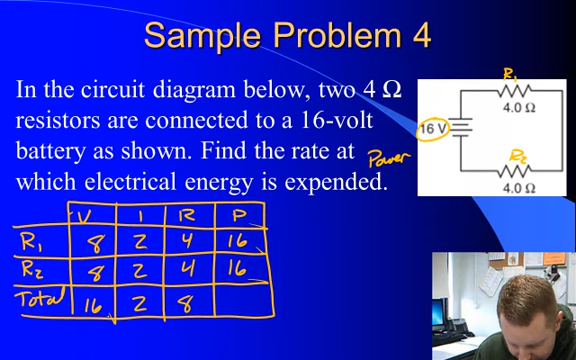 Sample Problem 4
In the circuit diagram below, two 4 Ω
resistors are connected to a 16-volt
battery as shown. Find the rate at
Power
which electrical energy is expended.
R1
4.0 Ω
16 V
R2
4.0 Ω
V I R P
R1 8 2 4 16
R2 8 2 4 16
Total 16 2 8